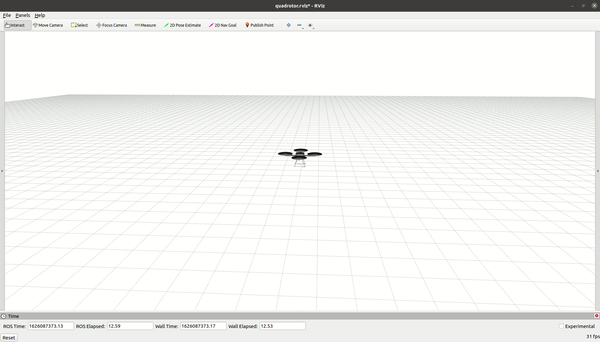 quadrotor.rviz* - RViz
File Panels Help
Interact Move Camera Select Focus Camera Measure 2D Pose Estimate 2D Nav Goal Publish Point
Time
ROS Time: 1626087373.13 ROS Elapsed: 12.59 Wall Time: 1626087373.17 Wall Elapsed: 12.53 Experimental
Reset 31 fps